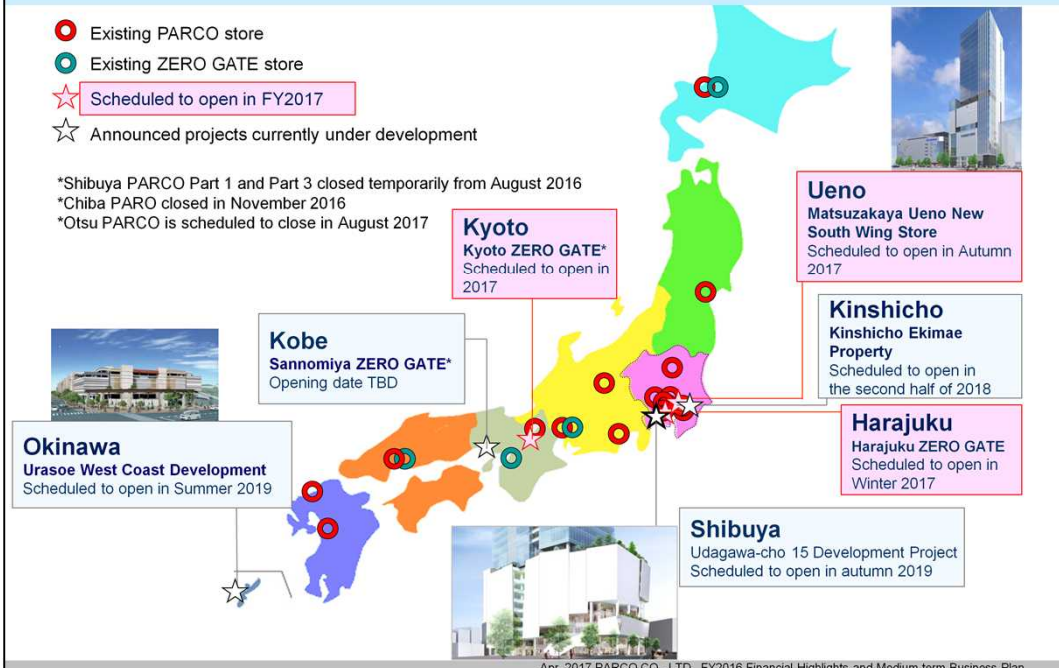 Existing PARCO store
Existing ZERO GATE store
Scheduled to open in FY2017
Announced projects currently under development
*Shibuya PARCO Part 1 and Part 3 closed temporarily from August 2016
*Chiba PARO closed in November 2016
*Otsu PARCO is scheduled to close in August 2017
Kyoto
Kyoto ZERO GATE*
Scheduled to open in
2017
Ueno
Matsuzakaya Ueno New
South Wing Store
Scheduled to open in Autumn
2017
Kobe
Sannomiya ZERO GATE*
Opening date TBD
Kinshicho
Kinshicho Ekimae
Property
Scheduled to open in
the second half of 2018
Okinawa
Urasoe West Coast Development
Scheduled to open in Summer 2019
Harajuku
Harajuku ZERO GATE
Scheduled to open in
Winter 2017
Shibuya
Udagawa-cho 15 Development Project
Scheduled to open in autumn 2019
Apr. 2017 PARCO CO., LTD. FY2016 Financial Highlights and Medium-term Business Plan